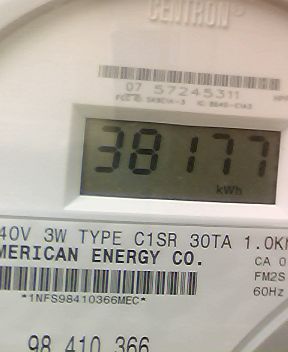 CENTRON®
07 57245311
38177
kWh
40V 3W TYPE C1SR 30TA 1.0K
MERICAN ENERGY CO.
CA 0
FM2S
*1NFS98410366MEC*
60Hz
98 410 366